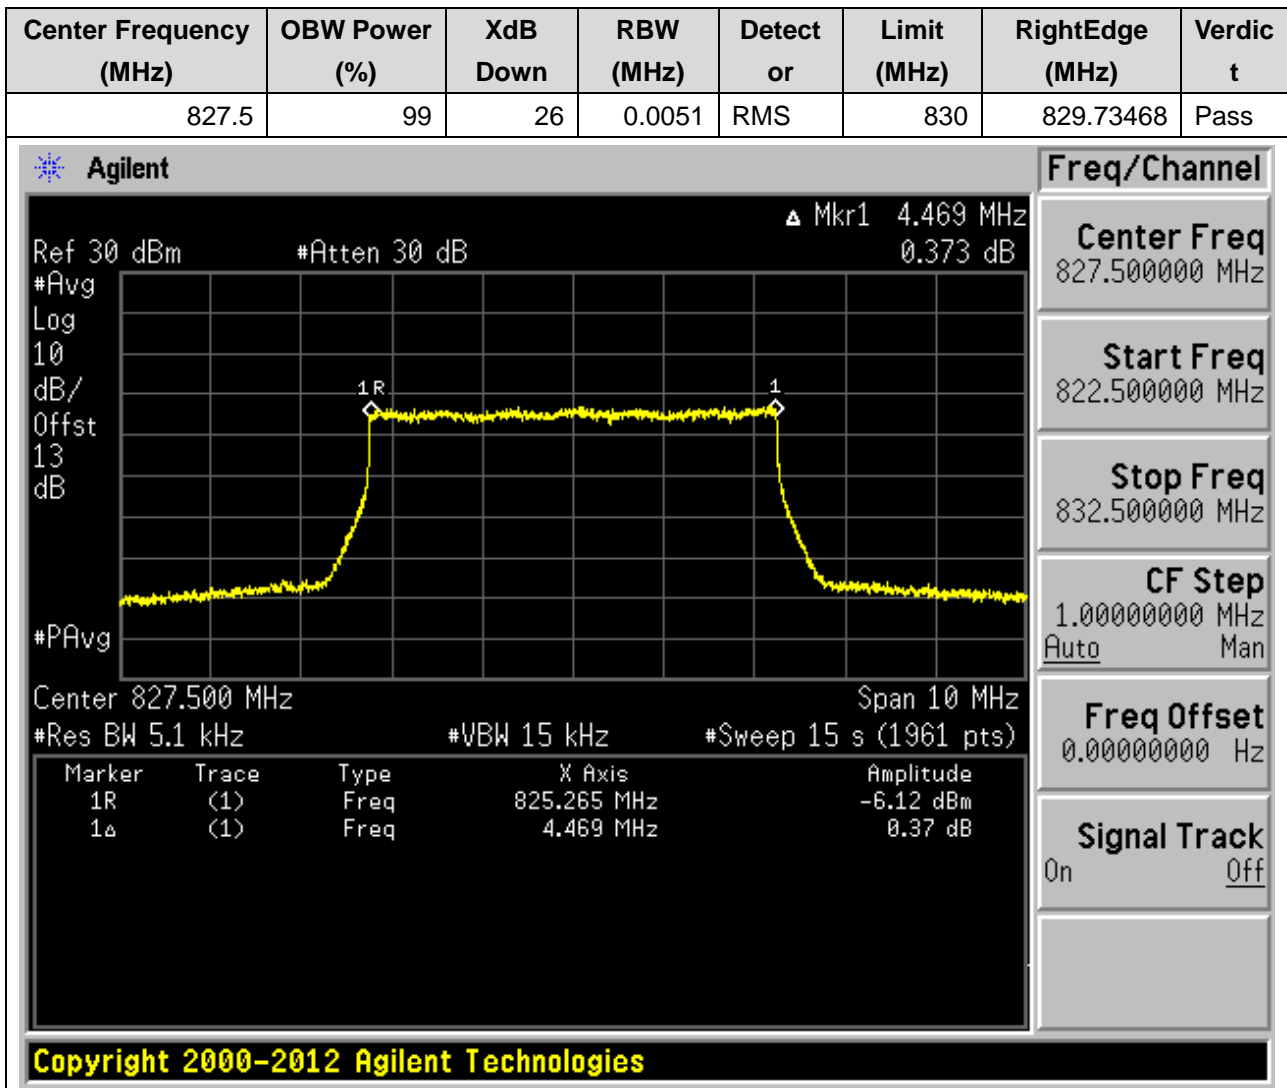 Center Frequency (MHz) OBW Power (%) XdB Down RBW (MHz) Detect or Limit (MHz) RightEdge (MHz) Verdic t
827.5 99 26 0.0051 RMS 830 829.73468 Pass
Agilent
Freq/Channel
Δ Mkr1 4.469 MHz
Ref 30 dBm #Atten 30 dB 0.373 dB
#Avg
Log
10
dB/
Offst
13
dB
1R 1
#PAvg
Center 827.500 MHz Span 10 MHz
#Res BW 5.1 kHz #VBW 15 kHz #Sweep 15 s (1961 pts)
Marker Trace Type X Axis Amplitude
1R (1) Freq 825.265 MHz -6.12 dBm
1Δ (1) Freq 4.469 MHz 0.37 dB
Center Freq
827.500000 MHz
Start Freq
822.500000 MHz
Stop Freq
832.500000 MHz
CF Step
1.00000000 MHz
Auto Man
Freq Offset
0.00000000 Hz
Signal Track
On Off
Copyright 2000-2012 Agilent Technologies